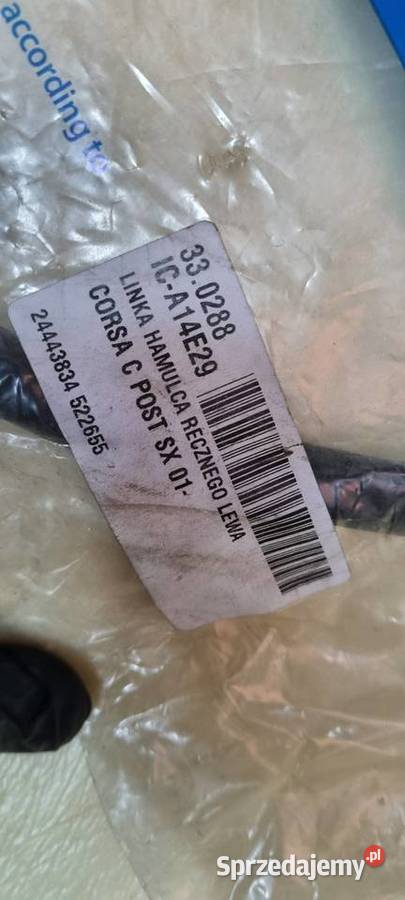 according to
33.0288
IC-A14E29
LINKA HAMULCA RECZNEGO LEWA
CORSA C POST SX 01-
24443834 522655
Sprzedajemy.pl